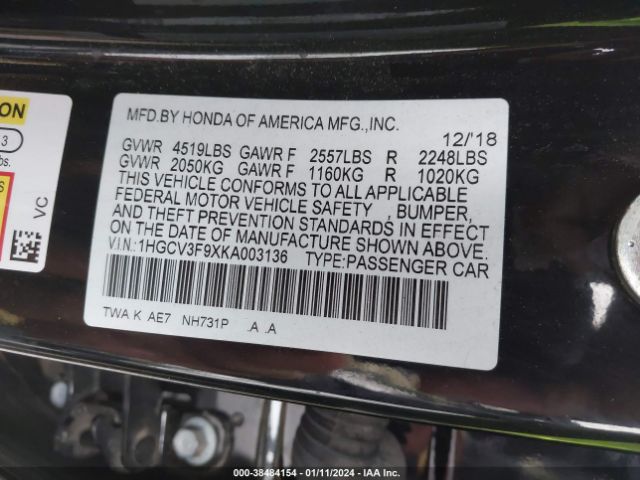 ON
3
bs.
VC
MFD.BY HONDA OF AMERICA MFG.,INC.
12/'18
GVWR 4519LBS GAWR F 2557LBS R 2248LBS
GVWR 2050KG GAWR F 1160KG R 1020KG
THIS VEHICLE CONFORMS TO ALL APPLICABLE
FEDERAL MOTOR VEHICLE SAFETY , BUMPER,
AND THEFT PREVENTION STANDARDS IN EFFECT
ON THE DATE OF MANUFACTURE SHOWN ABOVE.
V.I.N.:1HGCV3F9XKA003136 TYPE:PASSENGER CAR
TWA K AE7 NH731P .A .A
000-38484154 - 01/11/2024 - IAA Inc.